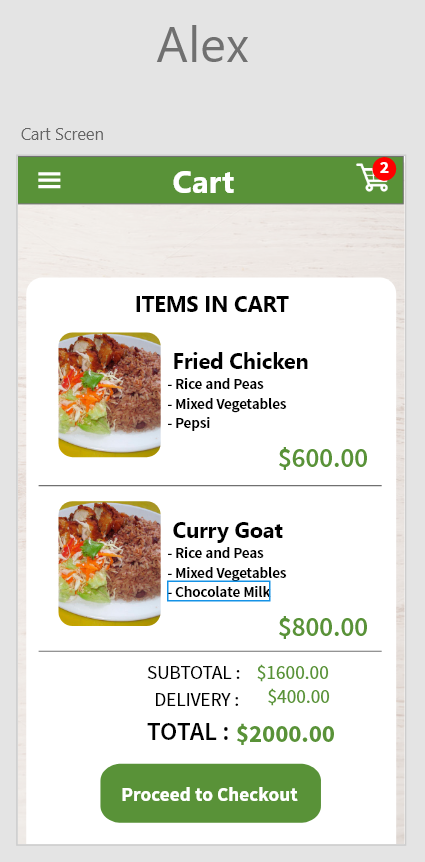 Alex
Cart Screen
Cart
2
ITEMS IN CART
Fried Chicken
- Rice and Peas
- Mixed Vegetables
- Pepsi
$600.00
Curry Goat
- Rice and Peas
- Mixed Vegetables
- Chocolate Milk
$800.00
SUBTOTAL : $1600.00
DELIVERY : $400.00
TOTAL : $2000.00
Proceed to Checkout